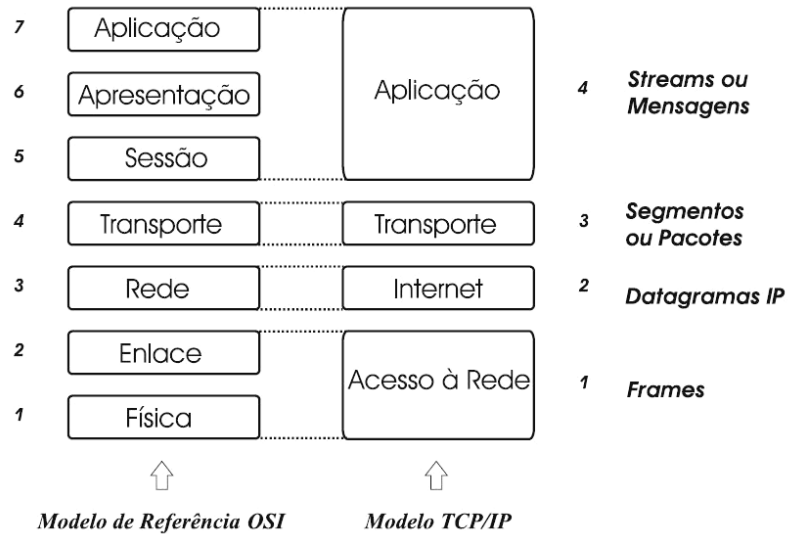 7 Aplicação
6 Apresentação Aplicação 4 Streams ou
Mensagens
5 Sessão
4 Transporte Transporte 3 Segmentos
ou Pacotes
3 Rede Internet 2 Datagramas IP
2 Enlace
Acesso à Rede 1 Frames
1 Física
Modelo de Referência OSI Modelo TCP/IP